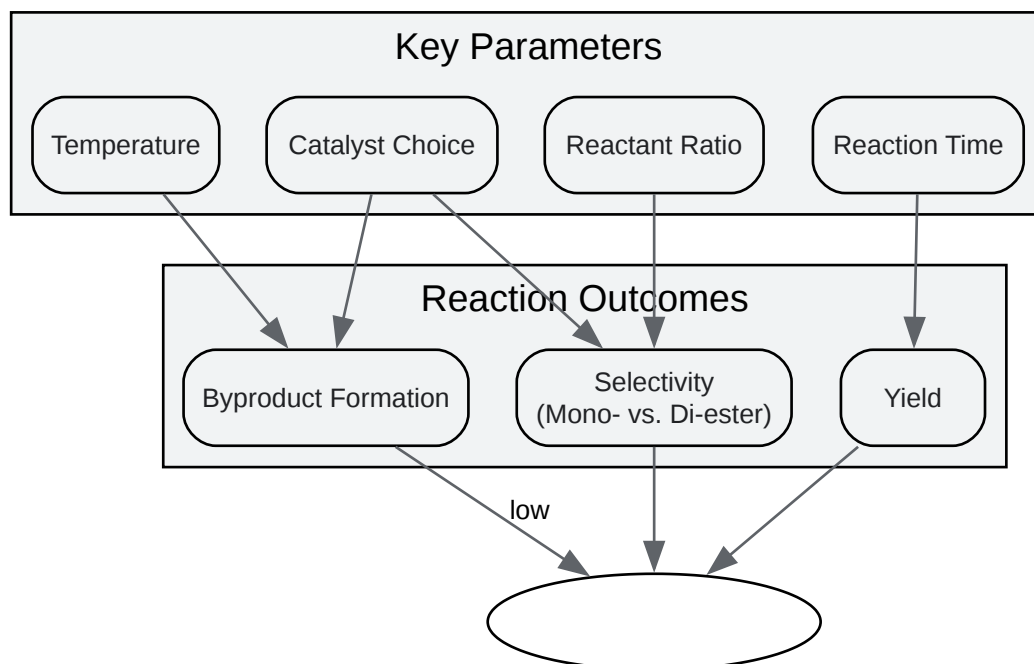 Key Parameters
Temperature
Catalyst Choice
Reactant Ratio
Reaction Time
Reaction Outcomes
Byproduct Formation
Selectivity
(Mono- vs. Di-ester)
Yield
low